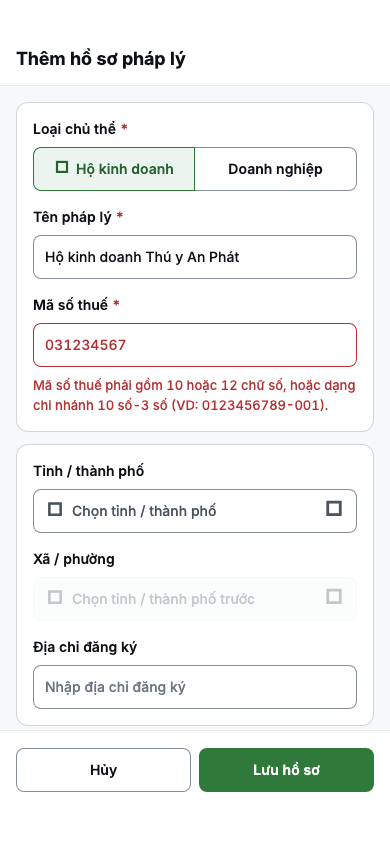 Thêm hồ sơ pháp lý
Loại chủ thể *
Hộ kinh doanh
Doanh nghiệp
Tên pháp lý *
Hộ kinh doanh Thú y An Phát
Mã số thuế *
031234567
Mã số thuế phải gồm 10 hoặc 12 chữ số, hoặc dạng
chi nhánh 10 số-3 số (VD: 0123456789-001).
Tỉnh / thành phố
Chọn tỉnh / thành phố
Xã / phường
Chọn tỉnh / thành phố trước
Địa chỉ đăng ký
Nhập địa chỉ đăng ký
Hủy
Lưu hồ sơ